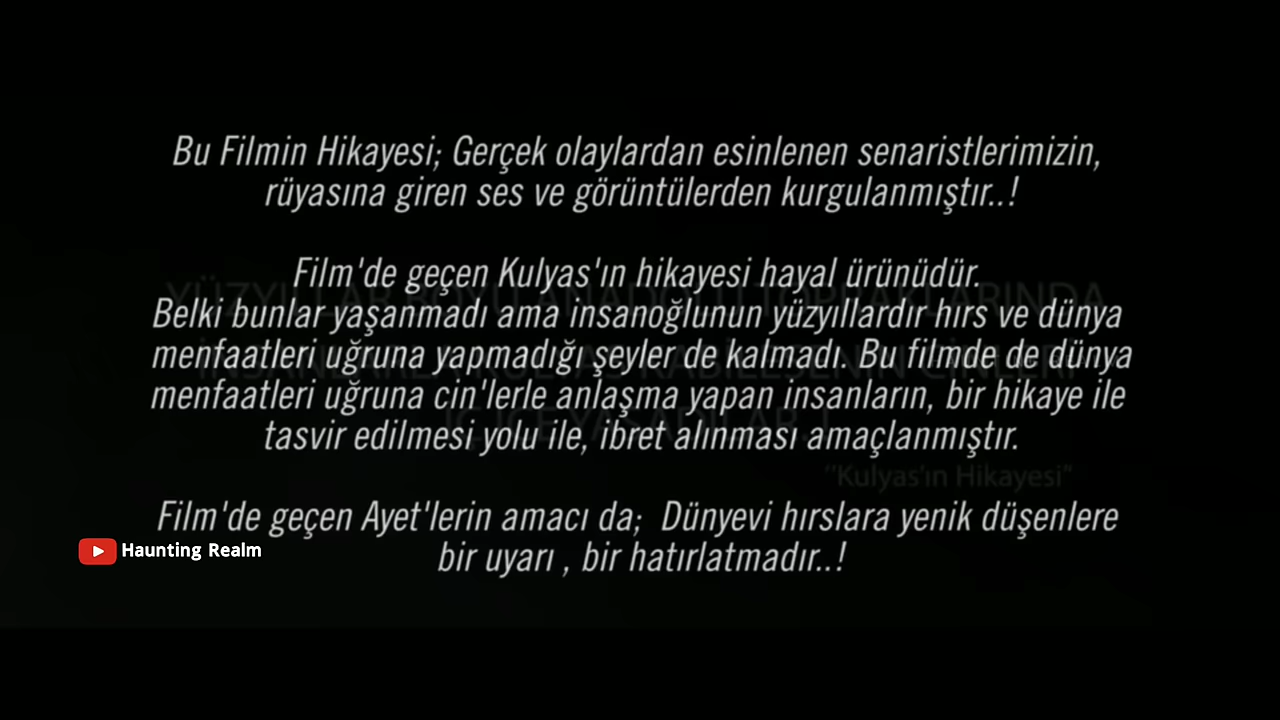 Bu Filmin Hikayesi; Gerçek olaylardan esinlenen senaristlerimizin,
rüyasına giren ses ve görüntülerden kurgulanmıştır..!
Film'de geçen Kulyas'ın hikayesi hayal ürünüdür.
YÜZYILLAR BOYU ANADOLU TOPRAKLARINDA
Belki bunlar yaşanmadı ama insanoğlunun yüzyıllardır hırs ve dünya
menfaatleri uğruna yapmadığı şeyler de kalmadı. Bu filmde de dünya
menfaatleri uğruna cin'lerle anlaşma yapan insanların, bir hikaye ile
tasvir edilmesi yolu ile, ibret alınması amaçlanmıştır.
"Kulyas'ın Hikayesi"
Film'de geçen Ayet'lerin amacı da; Dünyevi hırslara yenik düşenlere
Haunting Realm
bir uyarı , bir hatırlatmadır..!